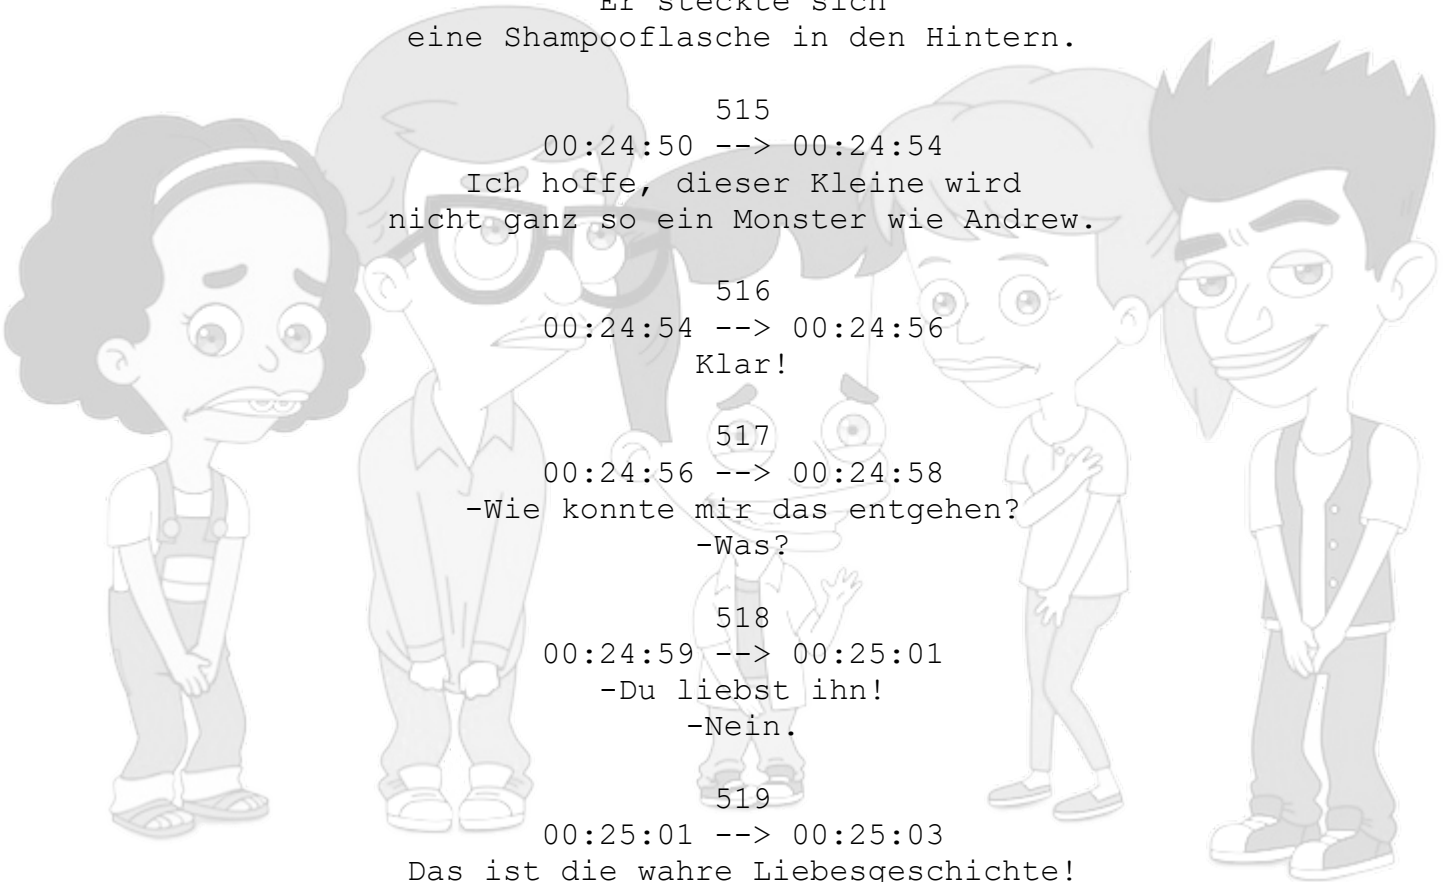 Er steckte sich
eine Shampooflasche in den Hintern.
515
00:24:50 --> 00:24:54
Ich hoffe, dieser Kleine wird
nicht ganz so ein Monster wie Andrew.
516
00:24:54 --> 00:24:56
Klar!
517
00:24:56 --> 00:24:58
-Wie konnte mir das entgehen?
-Was?
518
00:24:59 --> 00:25:01
-Du liebst ihn!
-Nein.
519
00:25:01 --> 00:25:03
Das ist die wahre Liebesgeschichte!